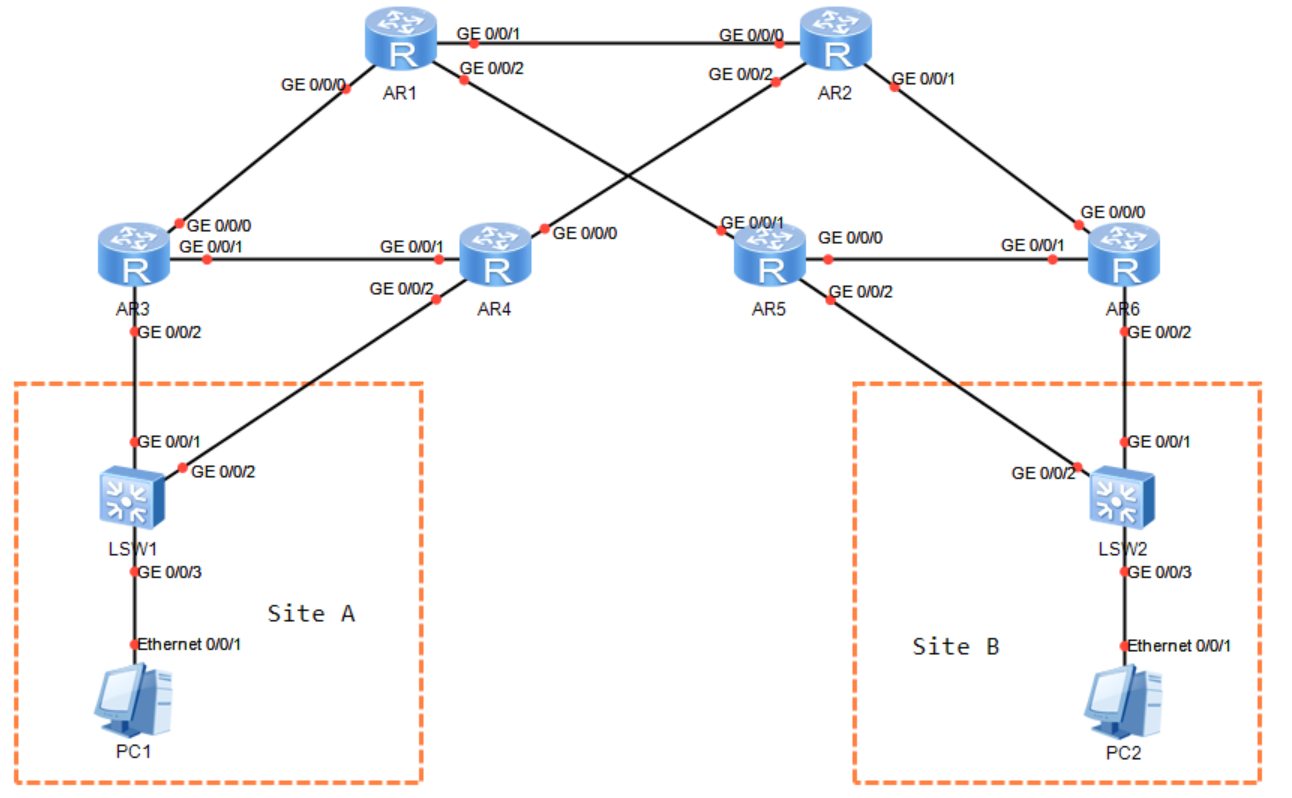 GE 0/0/1
GE 0/0/0
GE 0/0/2
GE 0/0/2
GE 0/0/0
GE 0/0/1
AR1
AR2
R
R
GE 0/0/0
GE 0/0/1
GE 0/0/1
GE 0/0/0
GE 0/0/1
GE 0/0/0
GE 0/0/1
GE 0/0/0
R
R
R
R
GE 0/0/2
GE 0/0/2
AR3
AR4
AR5
AR6
GE 0/0/2
GE 0/0/2
GE 0/0/1
GE 0/0/2
GE 0/0/1
GE 0/0/2
LSW1
LSW2
GE 0/0/3
GE 0/0/3
Site A
Site B
Ethernet 0/0/1
Ethernet 0/0/1
PC1
PC2